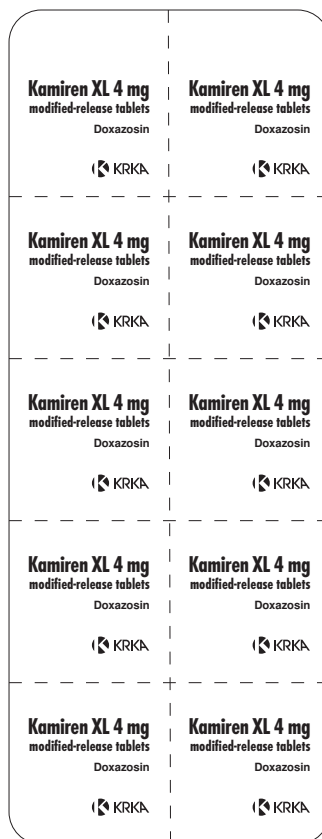 Kamiren XL 4 mg
modified-release tablets
Doxazosin
KRKA
Kamiren XL 4 mg
modified-release tablets
Doxazosin
KRKA
Kamiren XL 4 mg
modified-release tablets
Doxazosin
KRKA
Kamiren XL 4 mg
modified-release tablets
Doxazosin
KRKA
Kamiren XL 4 mg
modified-release tablets
Doxazosin
KRKA
Kamiren XL 4 mg
modified-release tablets
Doxazosin
KRKA
Kamiren XL 4 mg
modified-release tablets
Doxazosin
KRKA
Kamiren XL 4 mg
modified-release tablets
Doxazosin
KRKA
Kamiren XL 4 mg
modified-release tablets
Doxazosin
KRKA
Kamiren XL 4 mg
modified-release tablets
Doxazosin
KRKA